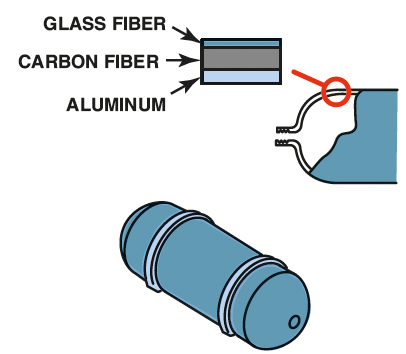 GLASS FIBER
CARBON FIBER
ALUMINUM